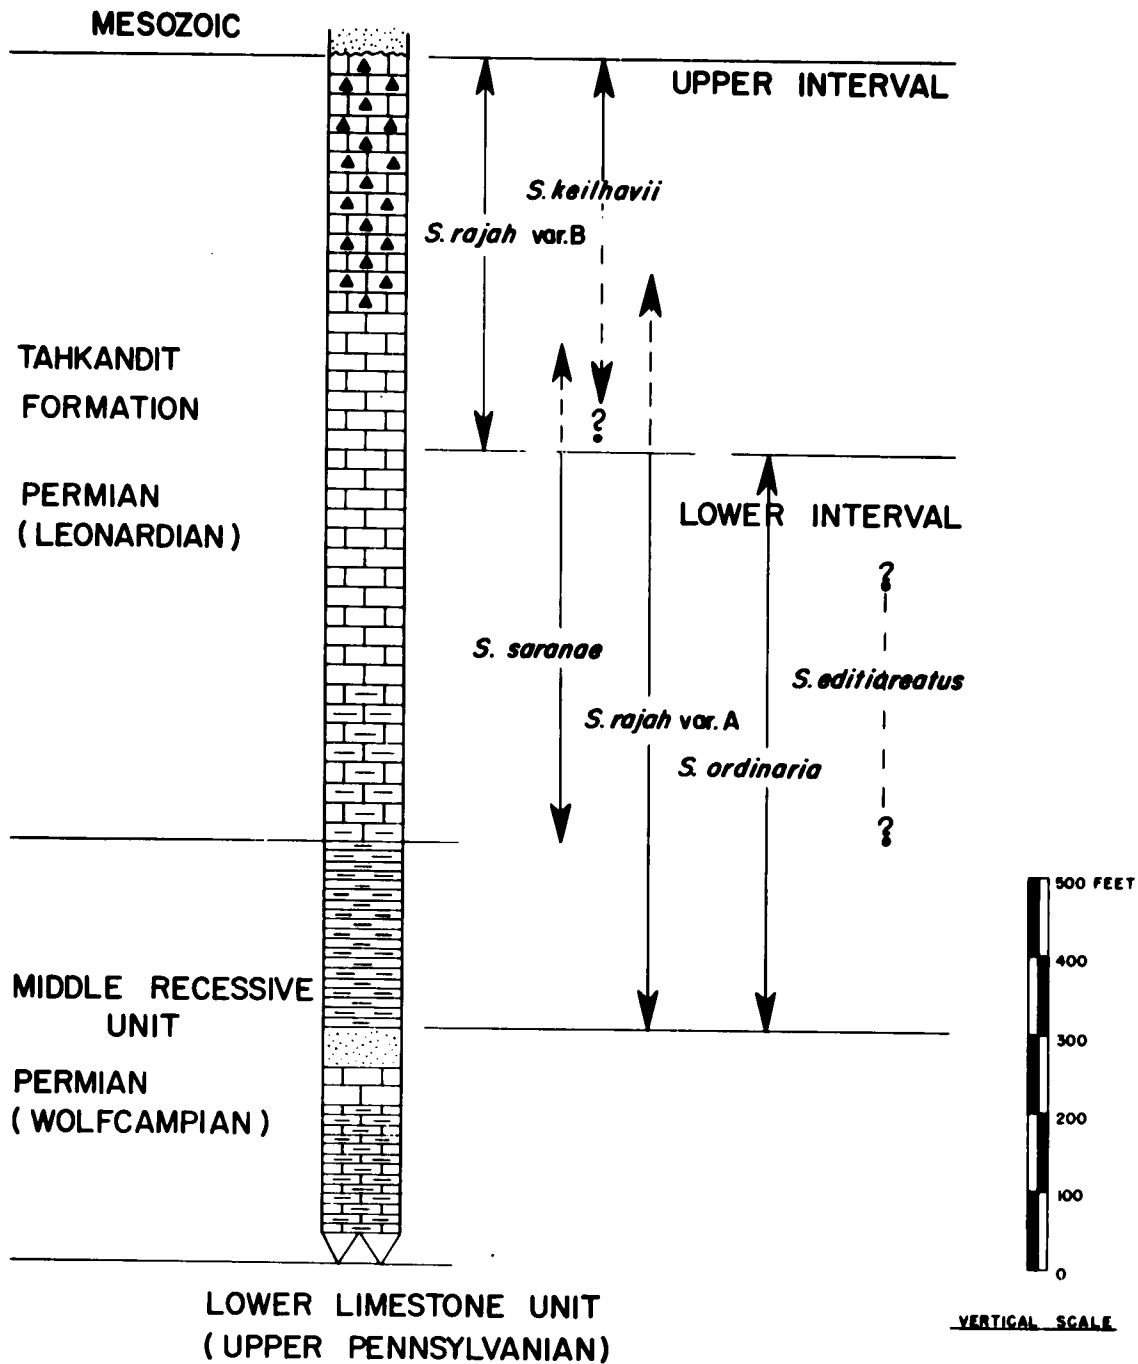 MESOZOIC
UPPER INTERVAL
S. keilhavii
S. rajah var. B
TAHKANDIT
FORMATION
?
PERMIAN
(LEONARDIAN)
LOWER INTERVAL
?
S. saranae
S. editiareatus
S. rajah var. A
S. ordinaria
?
500 FEET
400
300
200
100
0
VERTICAL SCALE
MIDDLE RECESSIVE
UNIT
PERMIAN
(WOLFCAMPIAN)
LOWER LIMESTONE UNIT
(UPPER PENNSYLVANIAN)